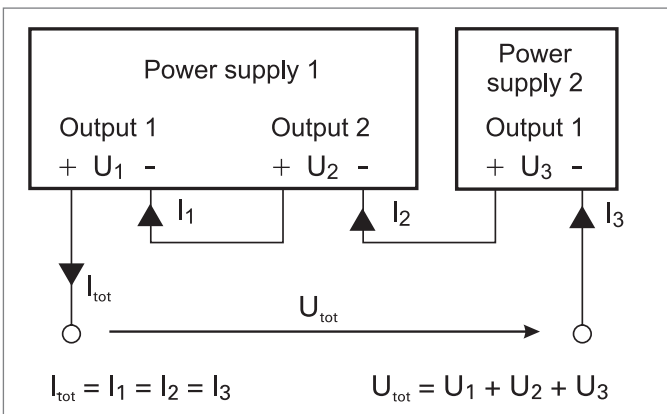 Power supply 1
Power
supply 2
Output 1
Output 2
Output 1
+ U₁ -
+ U₂ -
+ U₃ -
I₁
I₂
I₃
Iₜₒₜ
Uₜₒₜ
Iₜₒₜ = I₁ = I₂ = I₃
Uₜₒₜ = U₁ + U₂ + U₃